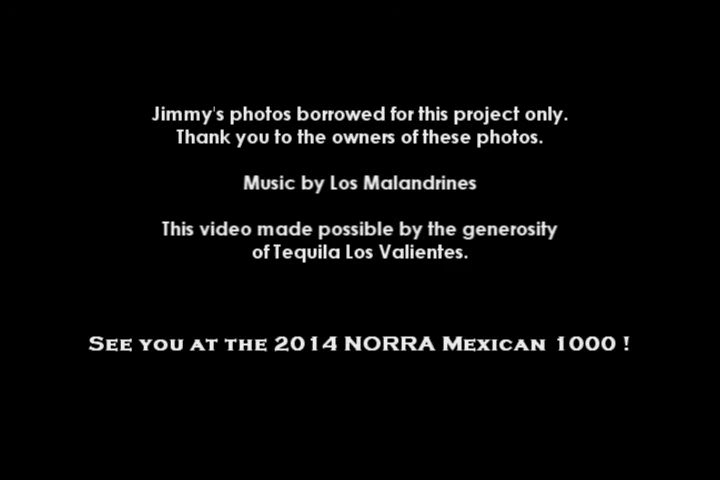 Jimmy's photos borrowed for this project only.
Thank you to the owners of these photos.
Music by Los Malandrines
This video made possible by the generosity
of Tequila Los Valientes.
See you at the 2014 NORRA Mexican 1000 !